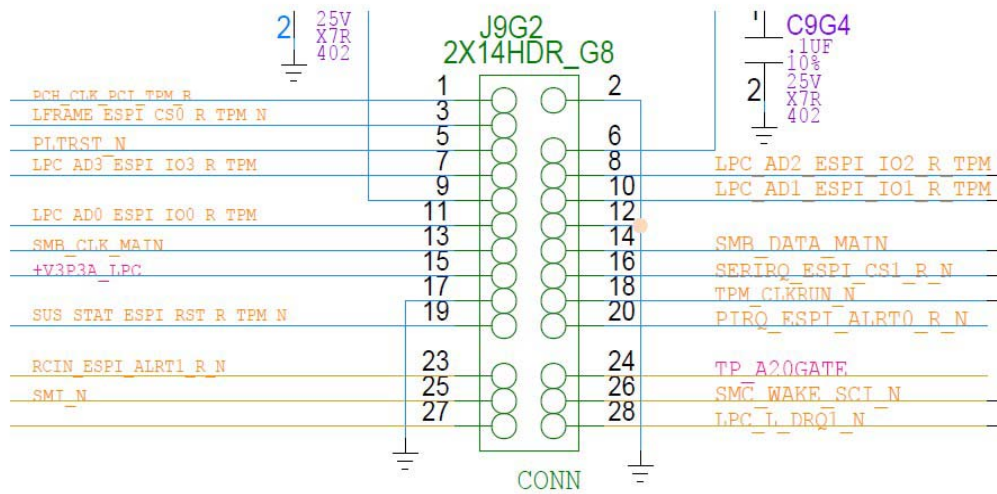 2
25V
X7R
402
J9G2
2X14HDR_G8
1
C9G4
.1UF
10%
25V
X7R
402
2
PCH_CLK_PCI_TPM_R
1
2
LFRAME_ESPI_CS0_R_TPM_N
3
PLTRST_N
5
6
LPC_AD3_ESPI_IO3_R_TPM
7
8
LPC_AD2_ESPI_IO2_R_TPM
9
10
LPC_AD1_ESPI_IO1_R_TPM
LPC_AD0_ESPI_IO0_R_TPM
11
12
SMB_CLK_MAIN
13
14
SMB_DATA_MAIN
+V3P3A_LPC
15
16
SERIRQ_ESPI_CS1_R_N
17
18
TPM_CLKRUN_N
SUS_STAT_ESPI_RST_R_TPM_N
19
20
PIRQ_ESPI_ALRT0_R_N
RCIN_ESPI_ALRT1_R_N
23
24
TP_A20GATE
SMI_N
25
26
SMC_WAKE_SCI_N
27
28
LPC_L_DRQ1_N
CONN